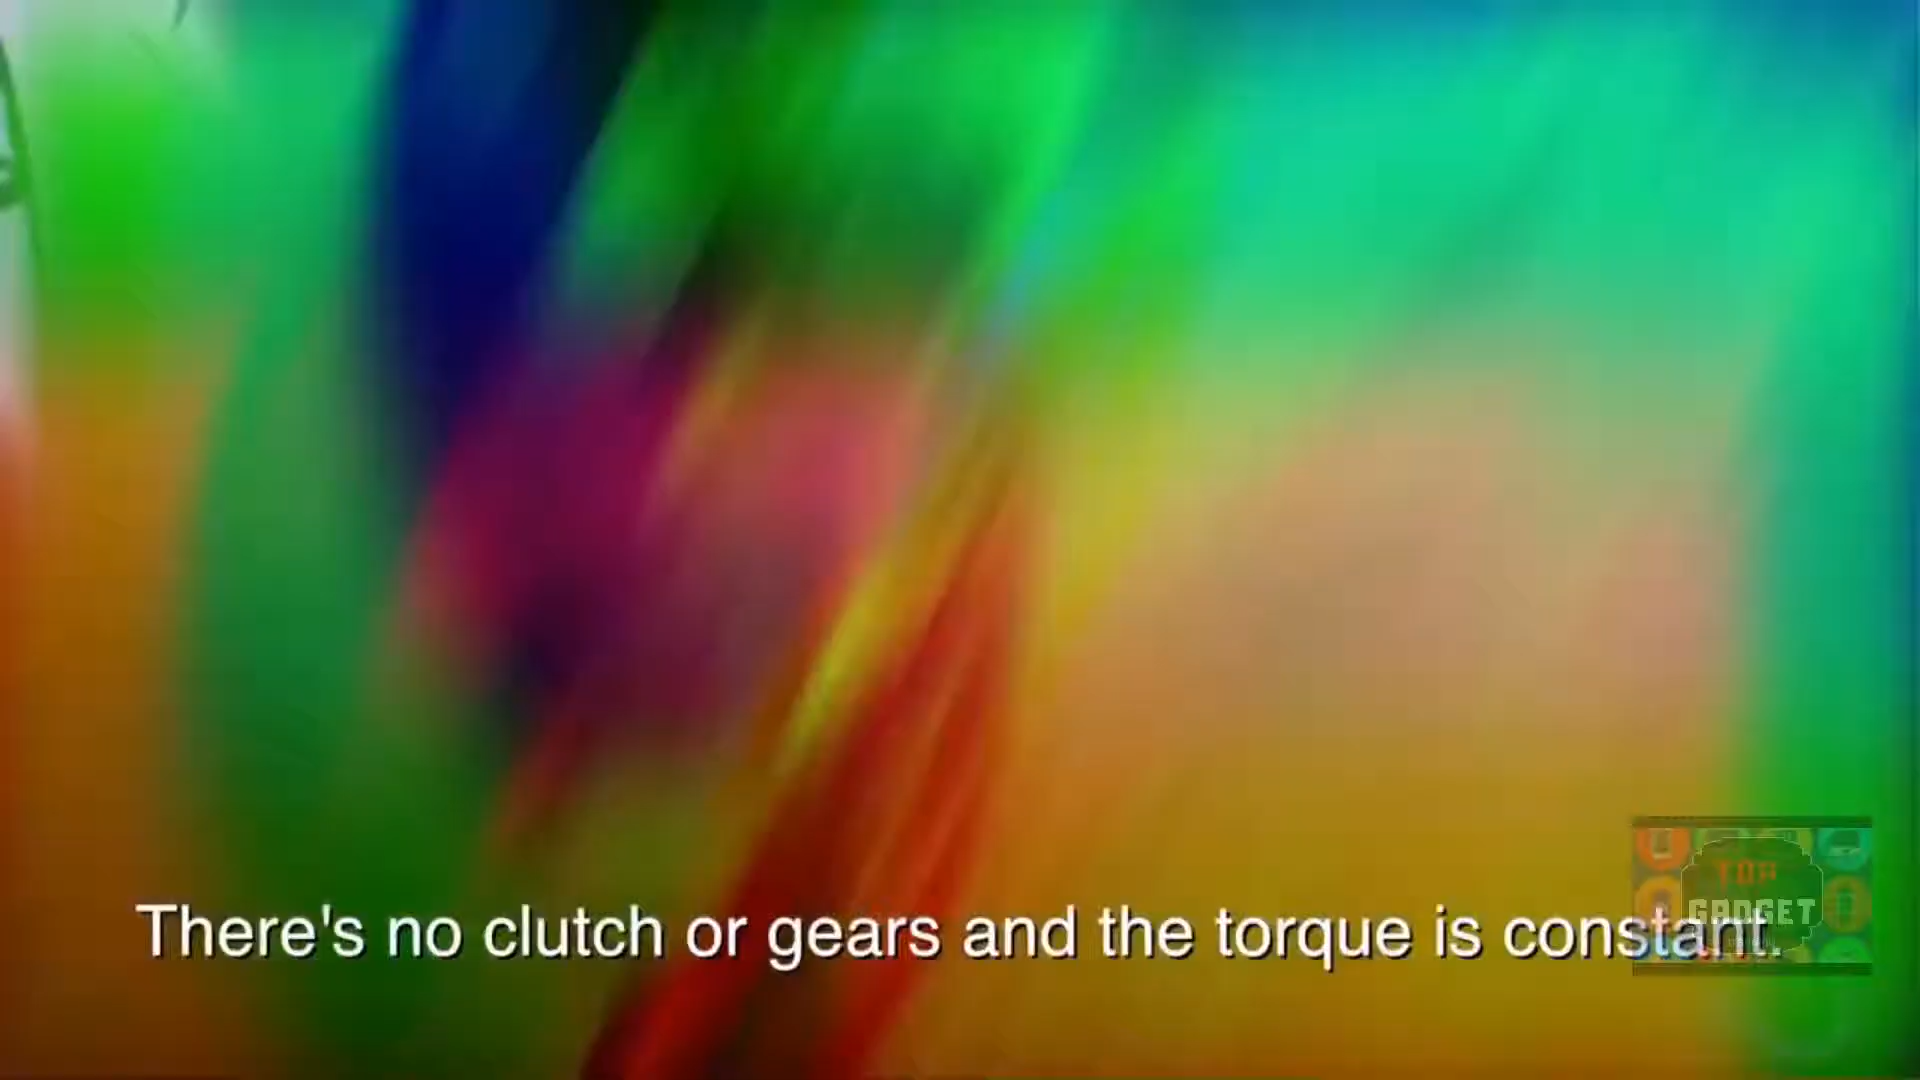 There's no clutch or gears and the torque is constant.
TOP
GADGET